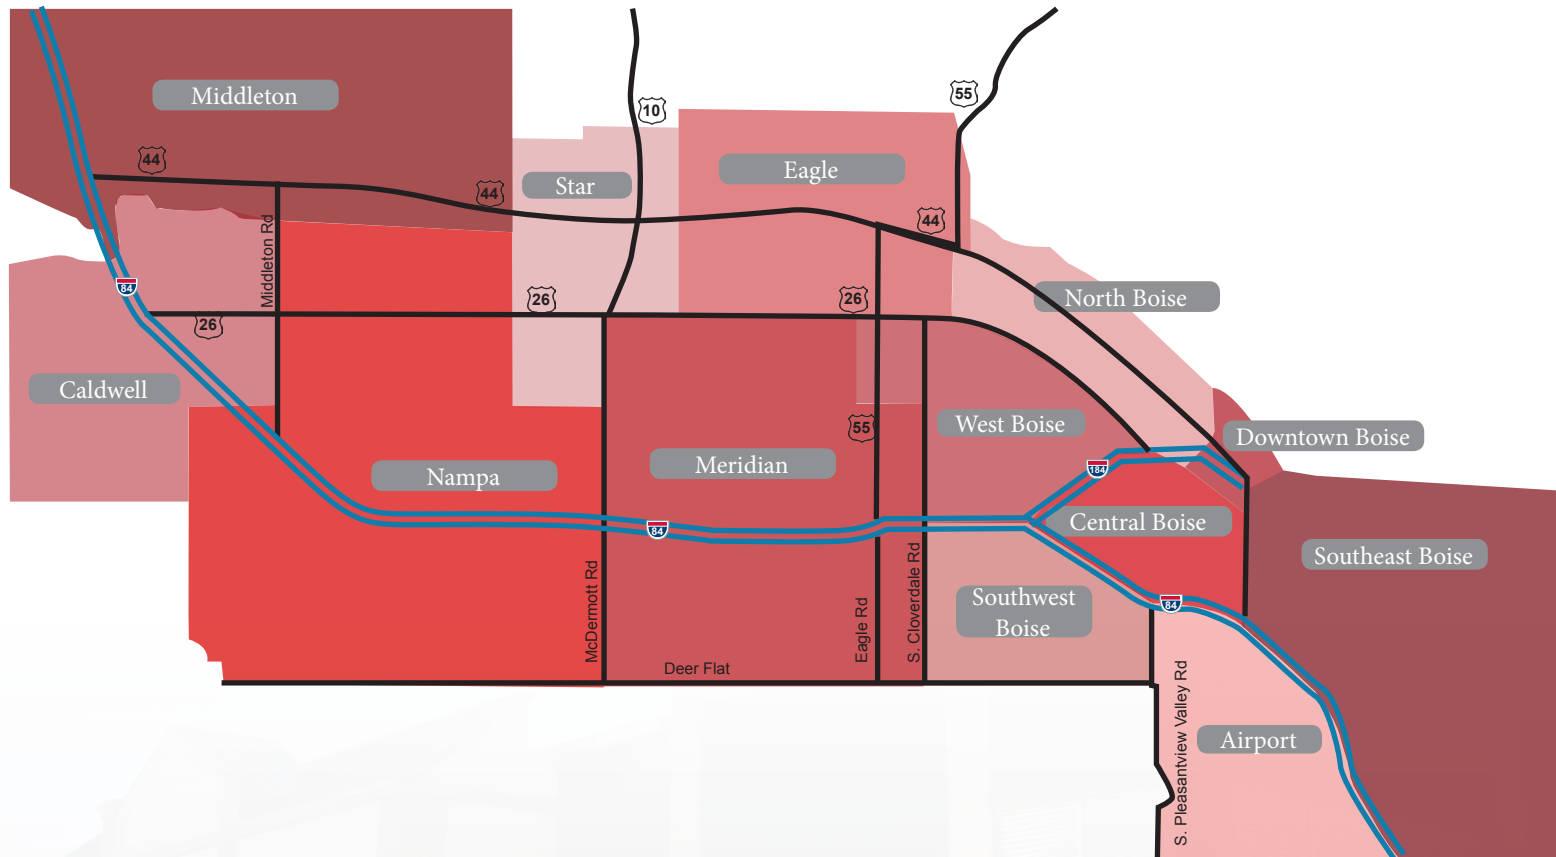 Middleton
55
10
44
Eagle
44
Star
44
Middleton Rd
84
26
26
North Boise
26
Caldwell
West Boise
55
Downtown Boise
Meridian
184
Nampa
84
Central Boise
Southeast Boise
McDermott Rd
Eagle Rd
S. Cloverdale Rd
Southwest
Boise
84
Deer Flat
S. Pleasantview Valley Rd
Airport